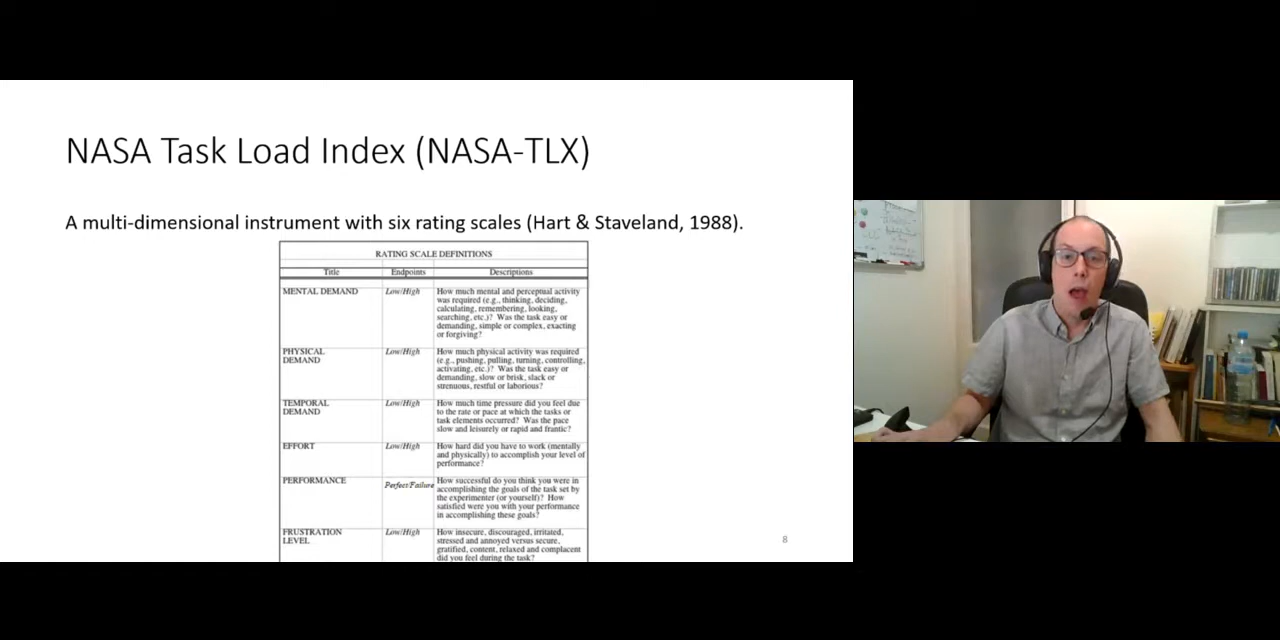 NASA Task Load Index (NASA-TLX)
A multi-dimensional instrument with six rating scales (Hart & Staveland, 1988).
RATING SCALE DEFINITIONS
Title Endpoints Descriptions
MENTAL DEMAND Low/High How much mental and perceptual activity
was required (e.g., thinking, deciding,
calculating, remembering, looking,
searching, etc.)? Was the task easy or
demanding, simple or complex, exacting
or forgiving?
PHYSICAL Low/High How much physical activity was required
DEMAND (e.g., pushing, pulling, turning, controlling,
activating, etc.)? Was the task easy or
demanding, slow or brisk, slack or
strenuous, restful or laborious?
TEMPORAL Low/High How much time pressure did you feel due
DEMAND to the rate or pace at which the tasks or
task elements occurred? Was the pace
slow and leisurely or rapid and frantic?
EFFORT Low/High How hard did you have to work (mentally
and physically) to accomplish your level of
performance?
PERFORMANCE Perfect/Failure How successful do you think you were in
accomplishing the goals of the task set by
the experimenter (or yourself)? How
satisfied were you with your performance
in accomplishing these goals?
FRUSTRATION Low/High How insecure, discouraged, irritated,
LEVEL stressed and annoyed versus secure,
gratified, content, relaxed and complacent
did you feel during the task?
8